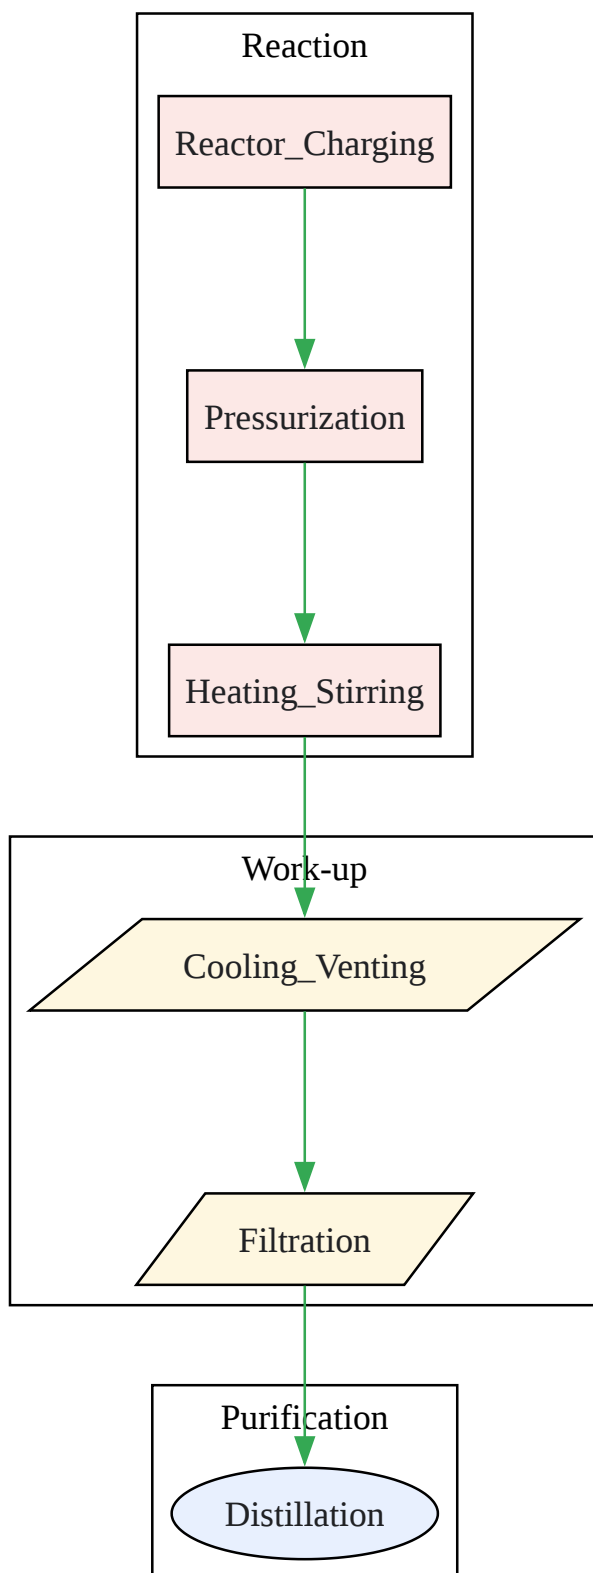 Reaction
Reactor_Charging
Pressurization
Heating_Stirring
Work-up
Cooling_Venting
Filtration
Purification
Distillation